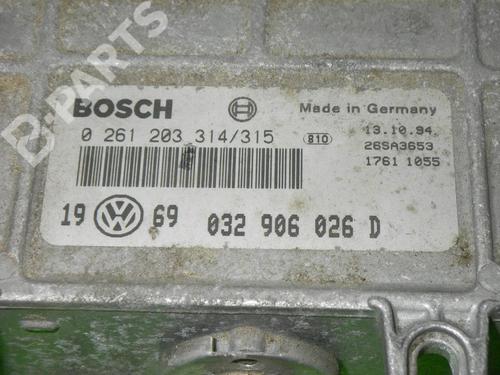 B-PARTS
BOSCH
Made in Germany
0 261 203 314/315
810
13.10.94.
26SA3653
1761 1055
19 VW 69 032 906 026 D